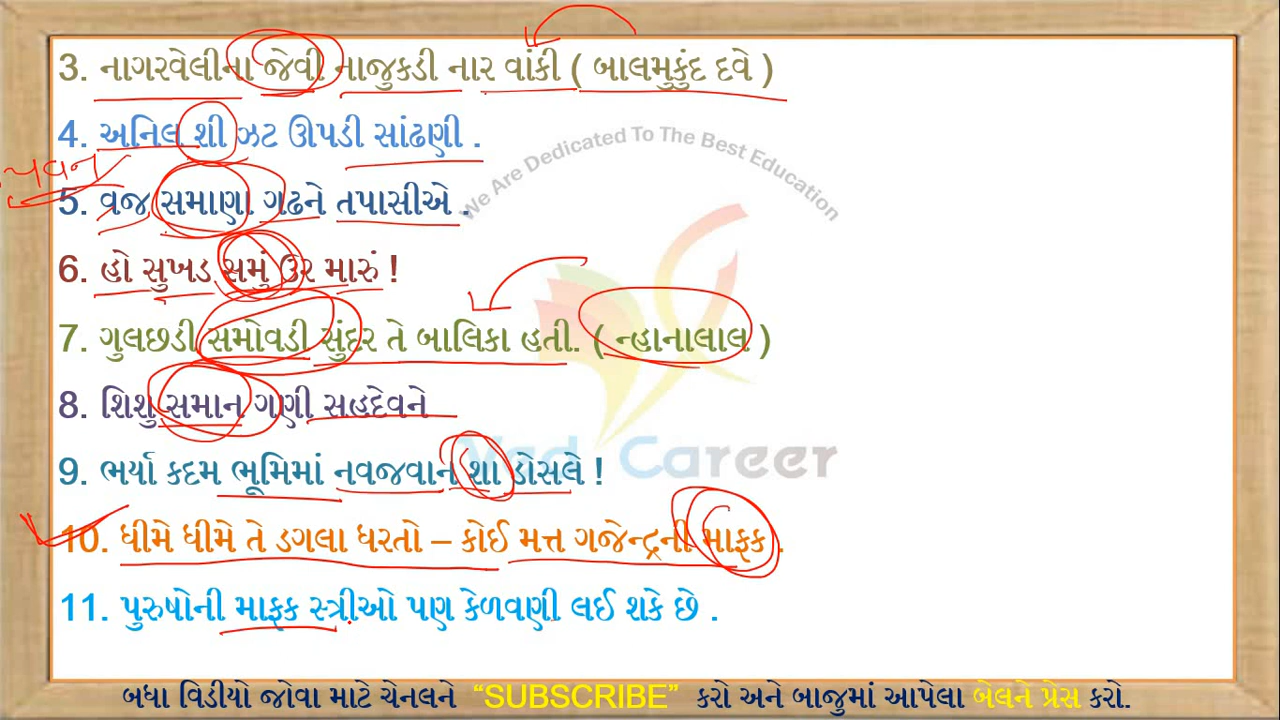 3. નાગરવેલીના જેવી નાજુકડી નાર વાંકી ( બાલમુકુંદ દવે )
4. અનિલ શી ઝટ ઊપડી સાંઢણી .
We Are Dedicated To The Best Education
પવન
5. વ્રજ સમાણા ગઢને તપાસીએ .
6. હો સુખડ સમું ઉર મારું !
7. ગુલછડી સમોવડી સુંદર તે બાલિકા હતી. ( ન્હાનાલાલ )
8. શિશુ સમાન ગણી સહદેવને
9. ભર્યા કદમ ભૂમિમાં નવજવાન શા ડોસલે !
Career
10. ધીમે ધીમે તે ડગલા ધરતો – કોઈ મત્ત ગજેન્દ્રની માફક .
11. પુરુષોની માફક સ્ત્રીઓ પણ કેળવણી લઈ શકે છે .
બધા વિડીયો જોવા માટે ચેનલને “SUBSCRIBE” કરો અને બાજુમાં આપેલા બેલને પ્રેસ કરો.